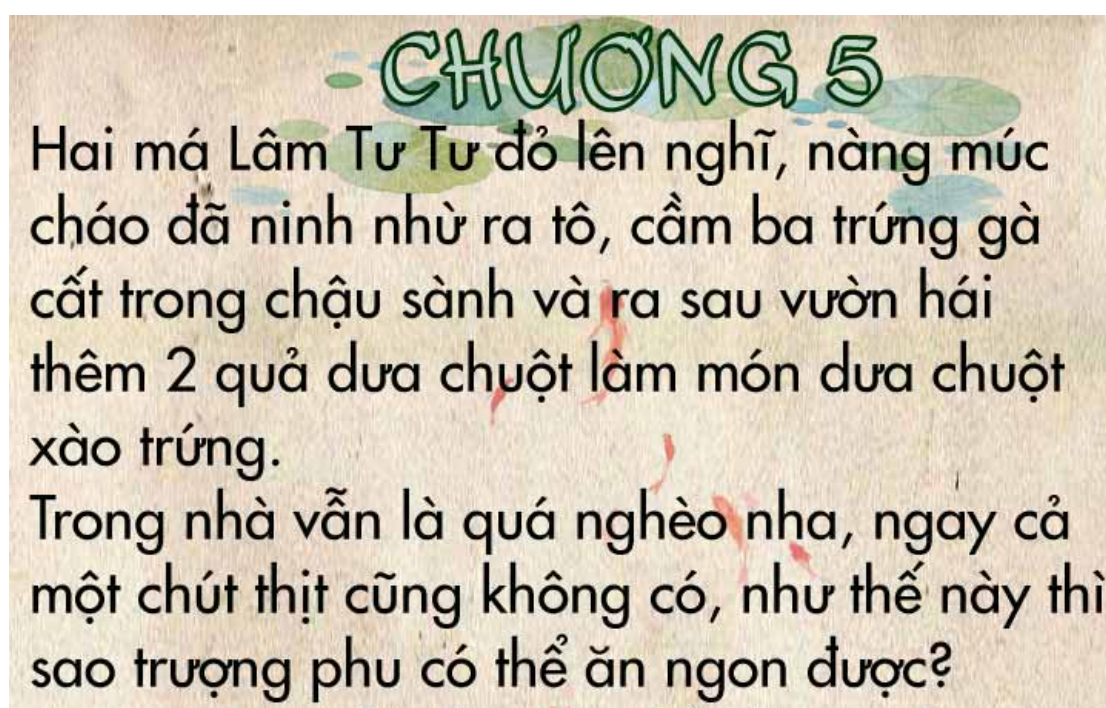 CHƯƠNG 5
Hai má Lâm Tư Tư đỏ lên nghĩ, nàng múc
cháo đã ninh nhừ ra tô, cầm ba trứng gà
cất trong chậu sành và ra sau vườn hái
thêm 2 quả dưa chuột làm món dưa chuột
xào trứng.
Trong nhà vẫn là quá nghèo nha, ngay cả
một chút thịt cũng không có, như thế này thì
sao trượng phu có thể ăn ngon được?